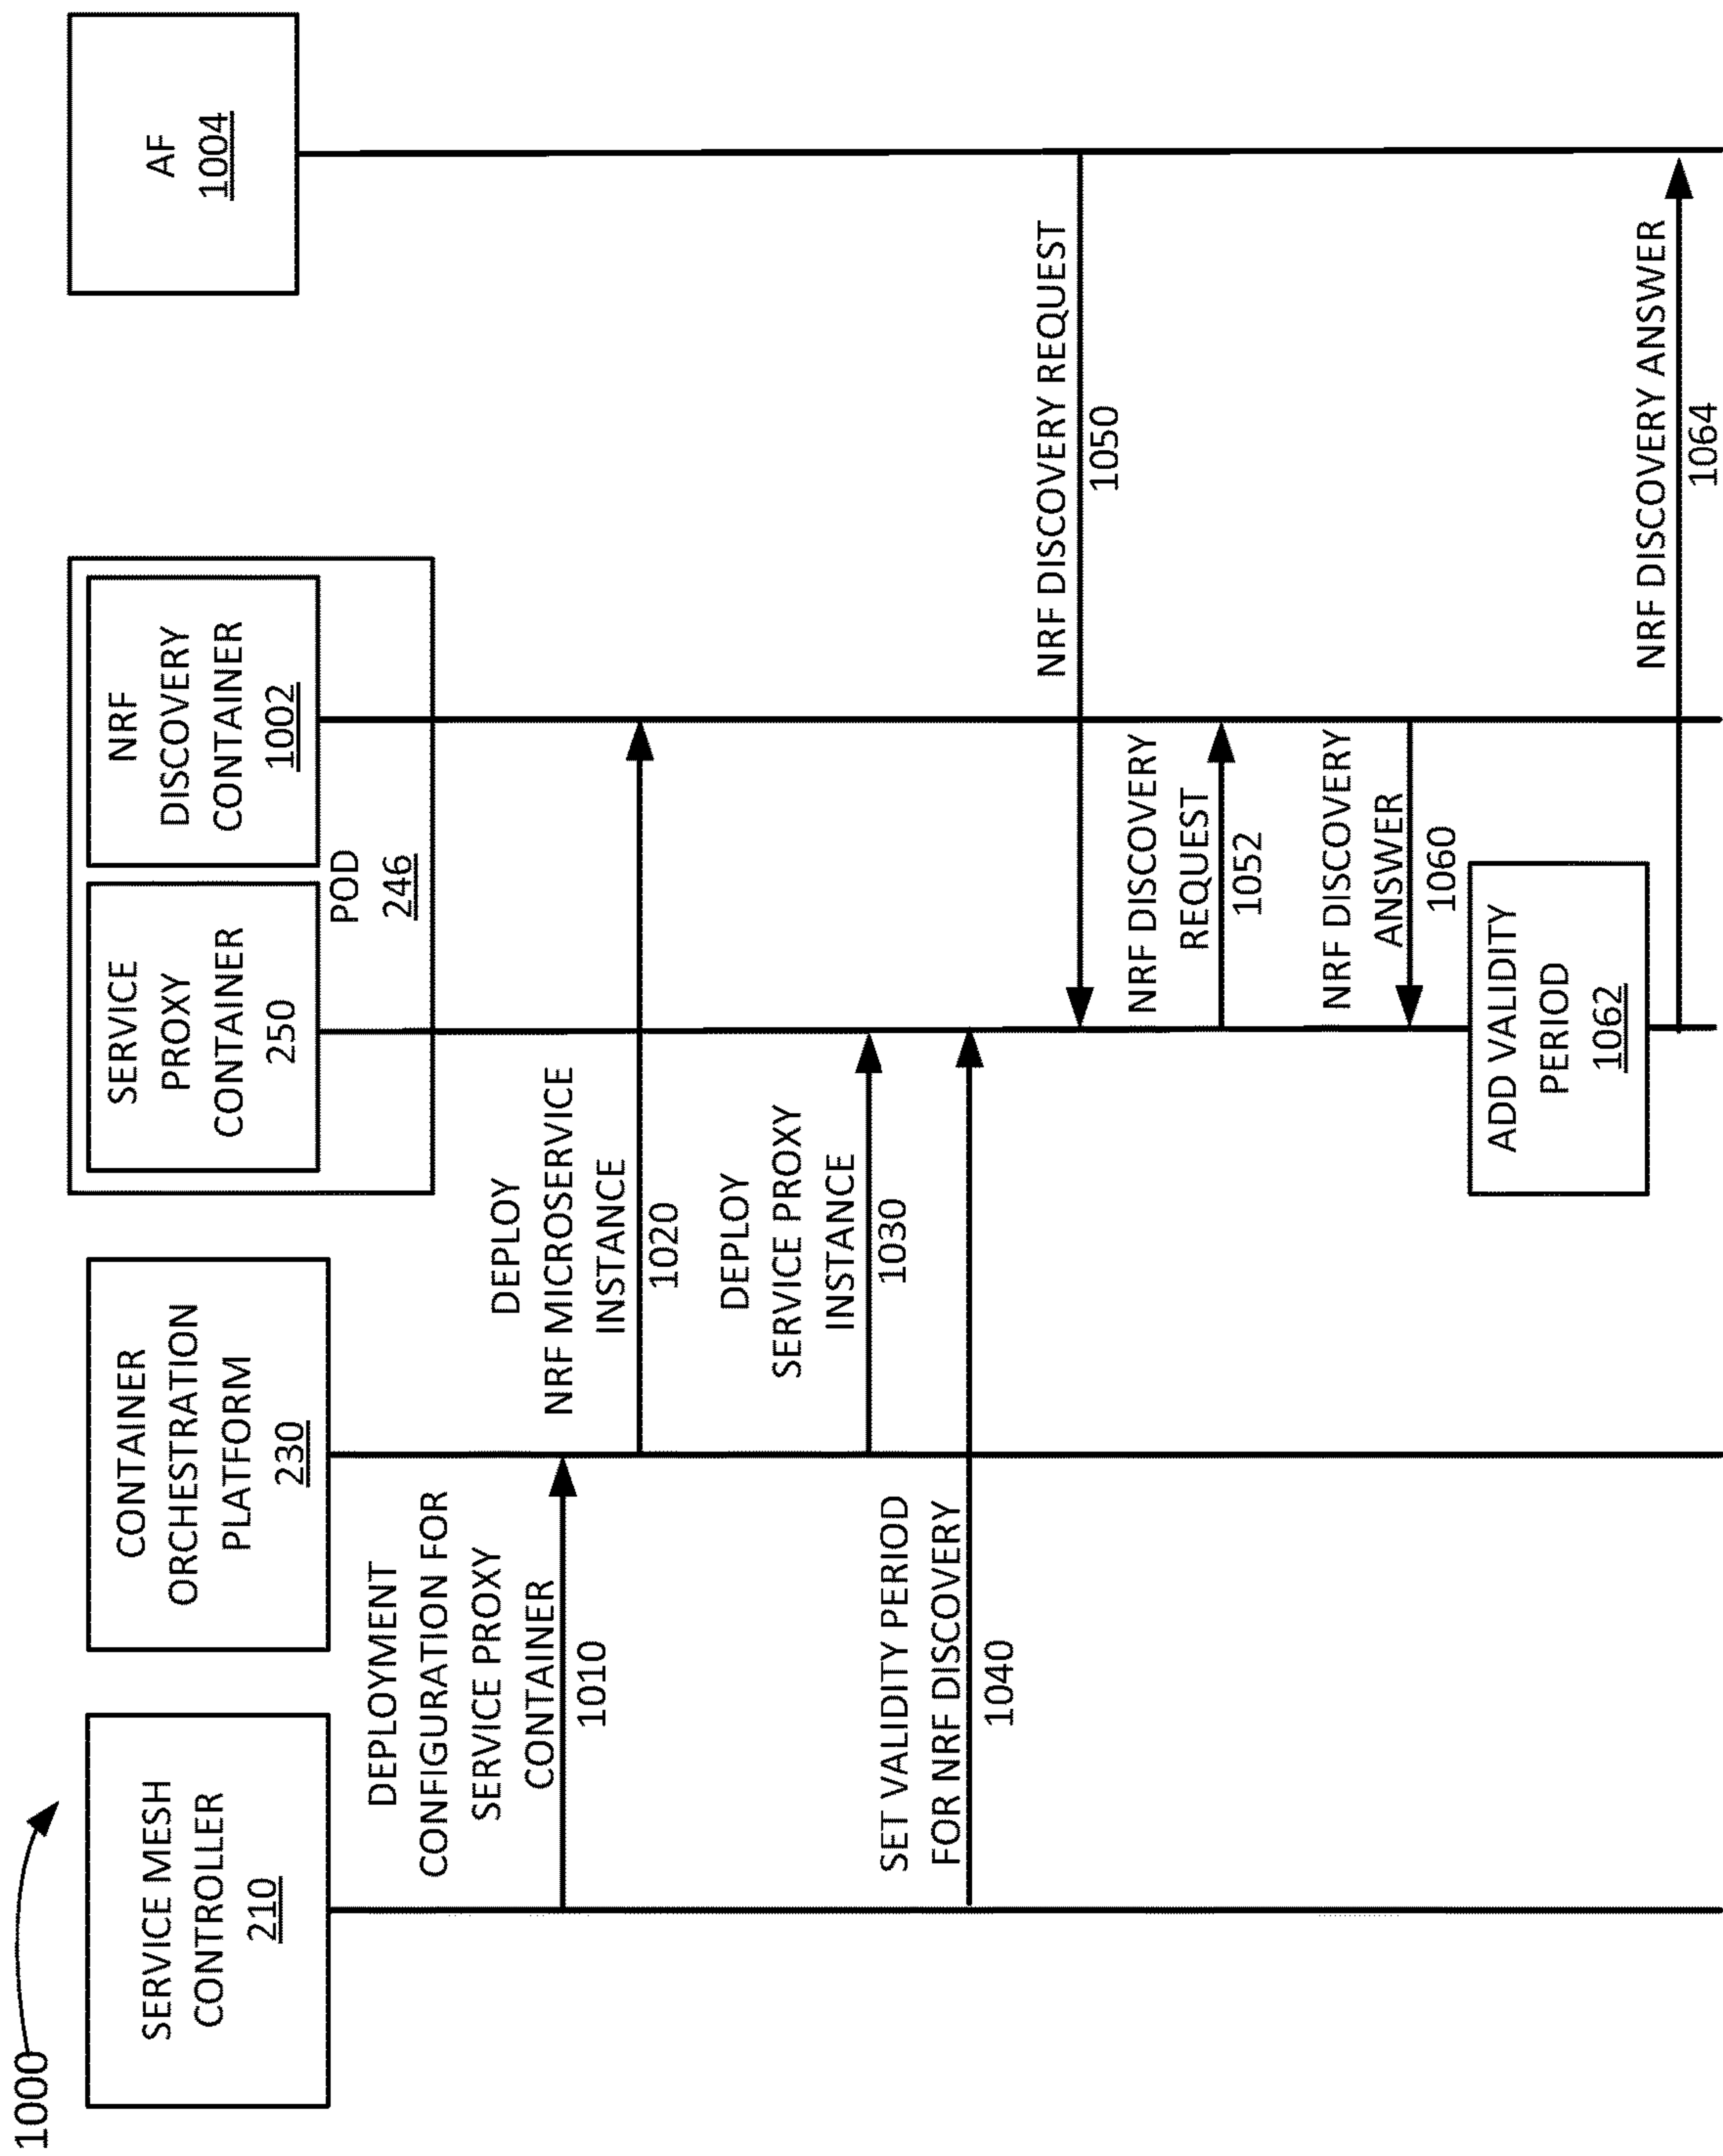 1000
SERVICE MESH
CONTROLLER
210
CONTAINER
ORCHESTRATION
PLATFORM
230
SERVICE
PROXY
CONTAINER
250
NRF
DISCOVERY
CONTAINER
1002
POD
246
AF
1004
DEPLOYMENT
CONFIGURATION FOR
SERVICE PROXY
CONTAINER
1010
DEPLOY
NRF MICROSERVICE
INSTANCE
1020
DEPLOY
SERVICE PROXY
INSTANCE
1030
SET VALIDITY PERIOD
FOR NRF DISCOVERY
1040
NRF DISCOVERY REQUEST
1050
NRF DISCOVERY
REQUEST
1052
NRF DISCOVERY
ANSWER
1060
ADD VALIDITY
PERIOD
1062
NRF DISCOVERY ANSWER
1064